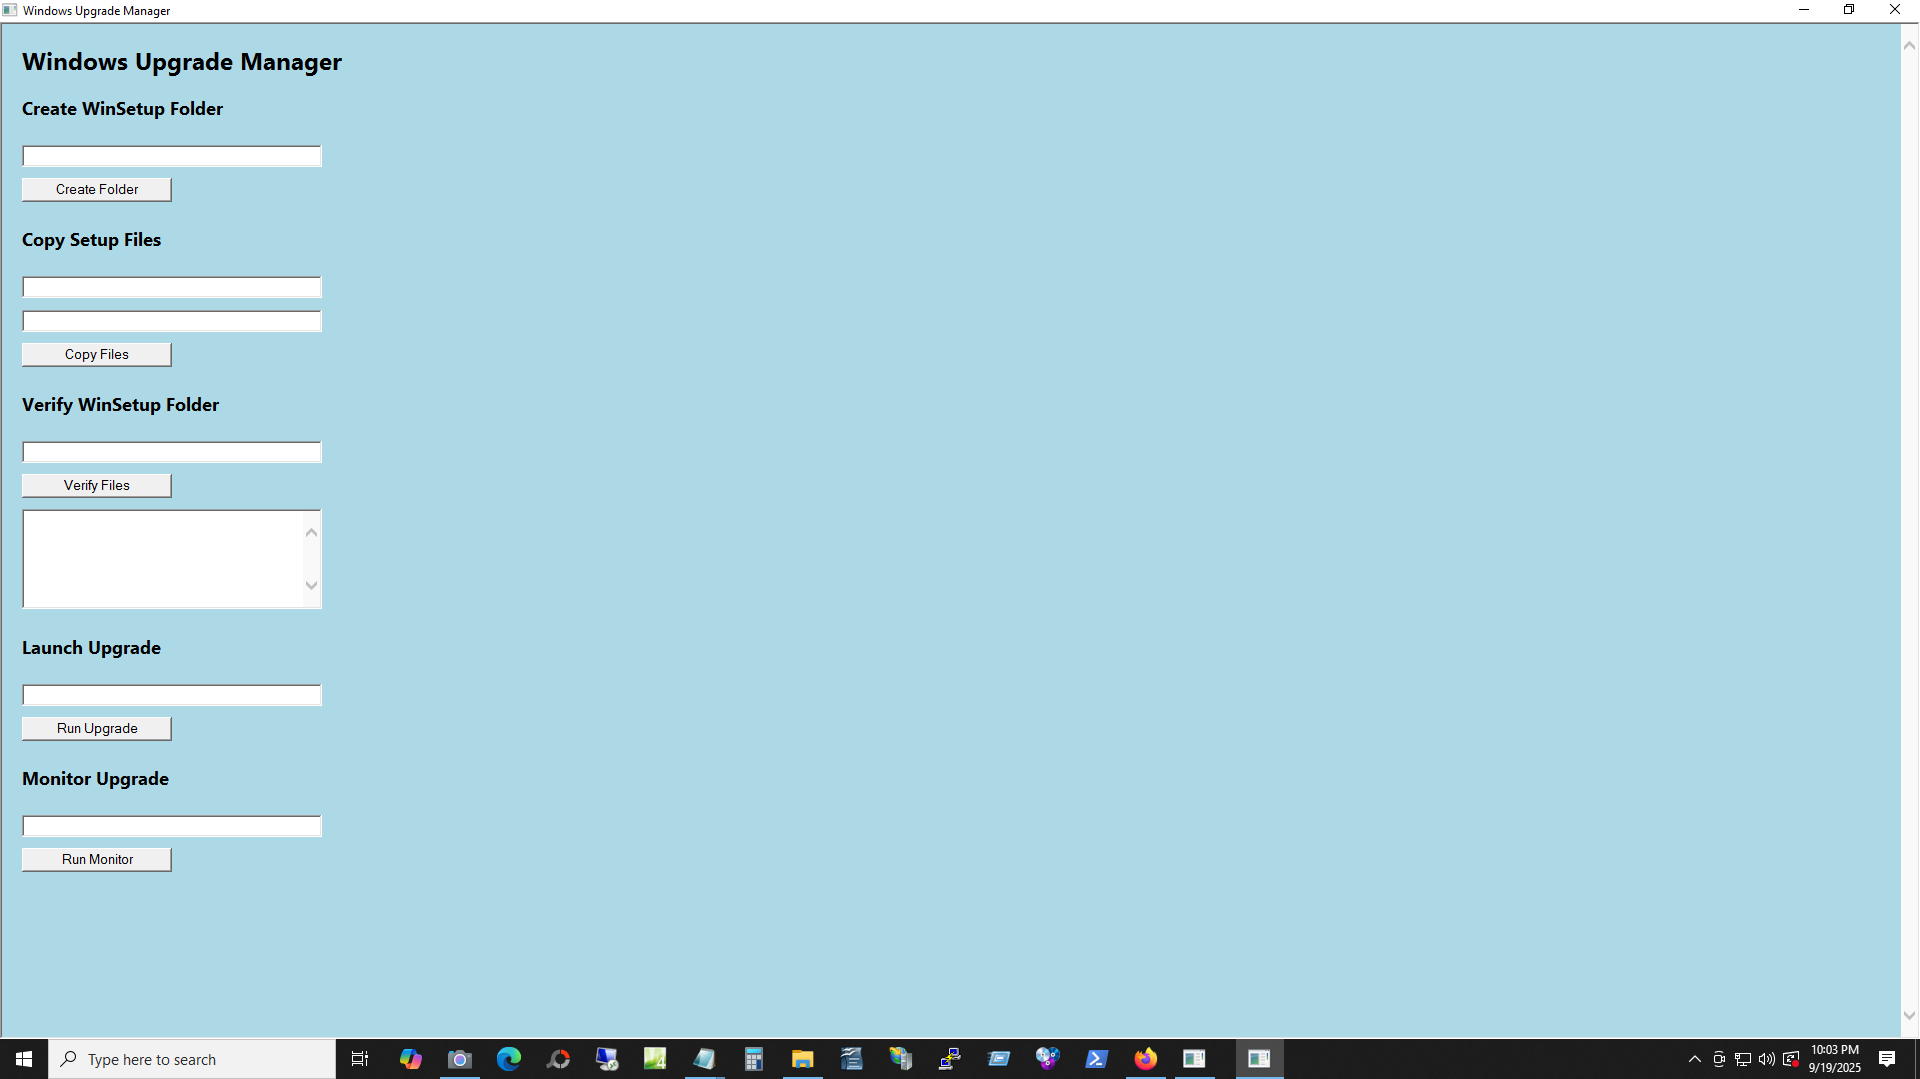 Windows Upgrade Manager
Windows Upgrade Manager
Create WinSetup Folder
Create Folder
Copy Setup Files
Copy Files
Verify WinSetup Folder
Verify Files
Launch Upgrade
Run Upgrade
Monitor Upgrade
Run Monitor
Type here to search
10:03 PM
9/19/2025